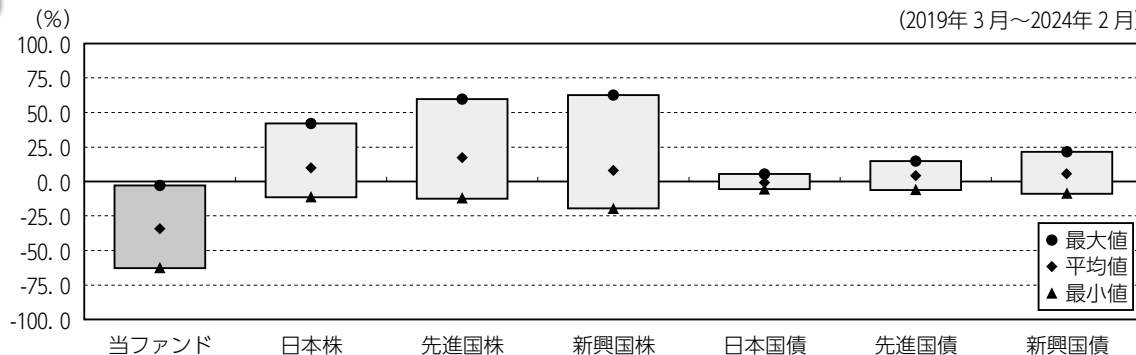 (%)
(2019年3月～2024年2月)
100.0
75.0
50.0
25.0
0.0
-25.0
-50.0
-75.0
-100.0
● 最大値
◆ 平均値
▲ 最小値
当ファンド 日本株 先進国株 新興国株 日本国債 先進国債 新興国債